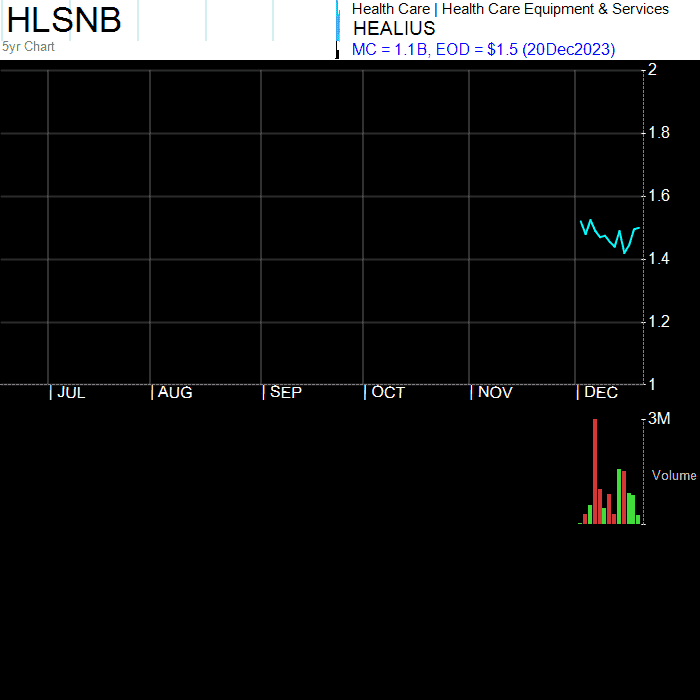 HLSNB
5yr Chart
Health Care | Health Care Equipment & Services
HEALIUS
MC = 1.1B, EOD = $1.5 (20Dec2023)
2
1.8
1.6
1.4
1.2
1
| JUL | AUG | SEP | OCT | NOV | DEC
3M
Volume